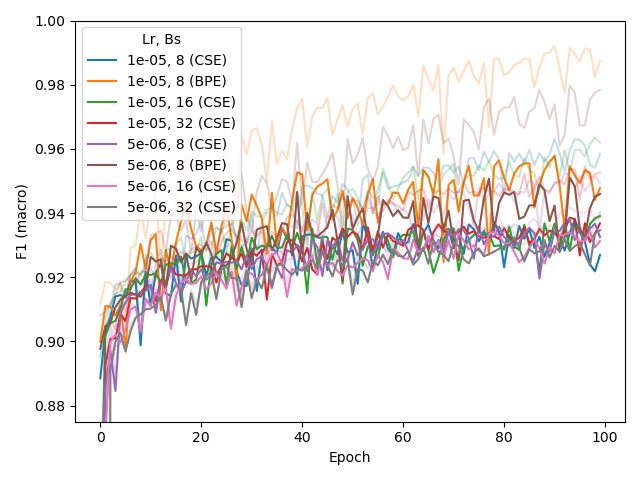 1.00
0.98
0.96
0.94
0.92
0.90
0.88
F1 (macro)
Lr, Bs
1e-05, 8 (CSE)
1e-05, 8 (BPE)
1e-05, 16 (CSE)
1e-05, 32 (CSE)
5e-06, 8 (CSE)
5e-06, 8 (BPE)
5e-06, 16 (CSE)
5e-06, 32 (CSE)
0 20 40 60 80 100
Epoch